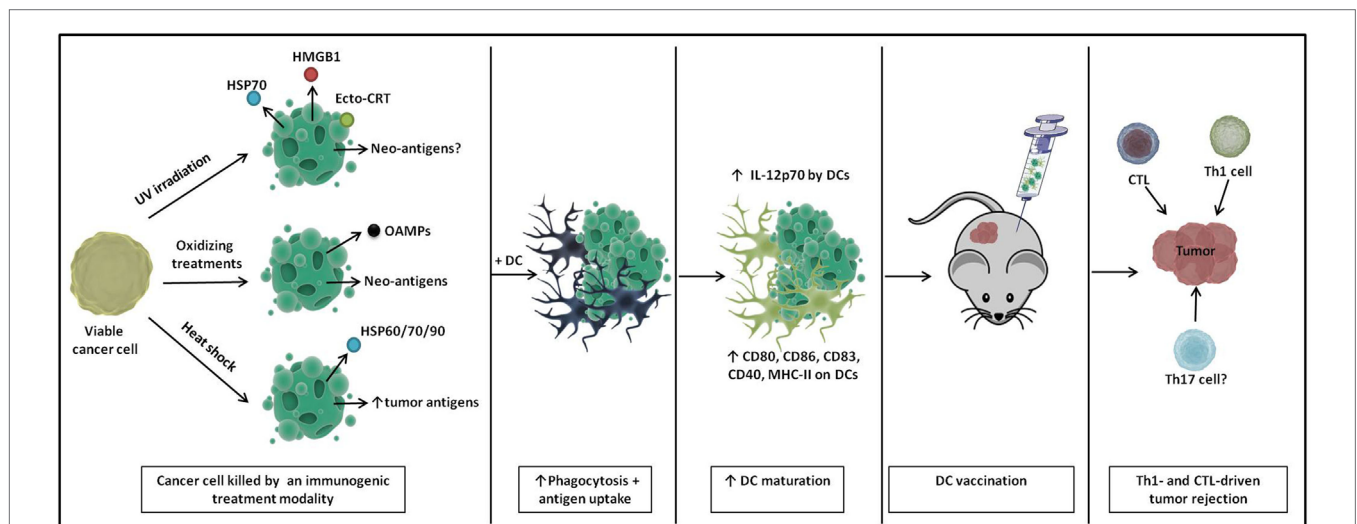 HMGB1
HSP70
Ecto-CRT
Neo-antigens?
UV irradiation
Oxidizing
treatments
OAMPs
Neo-antigens
Viable
cancer cell
Heat shock
HSP60/70/90
↑tumor antigens
Cancer cell killed by an immunogenic
treatment modality
+ DC
↑Phagocytosis +
antigen uptake
↑ IL-12p70 by DCs
↑ CD80, CD86, CD83,
CD40, MHC-II on DCs
↑ DC maturation
DC vaccination
CTL
Th1 cell
Tumor
Th17 cell?
Th1- and CTL-driven
tumor rejection